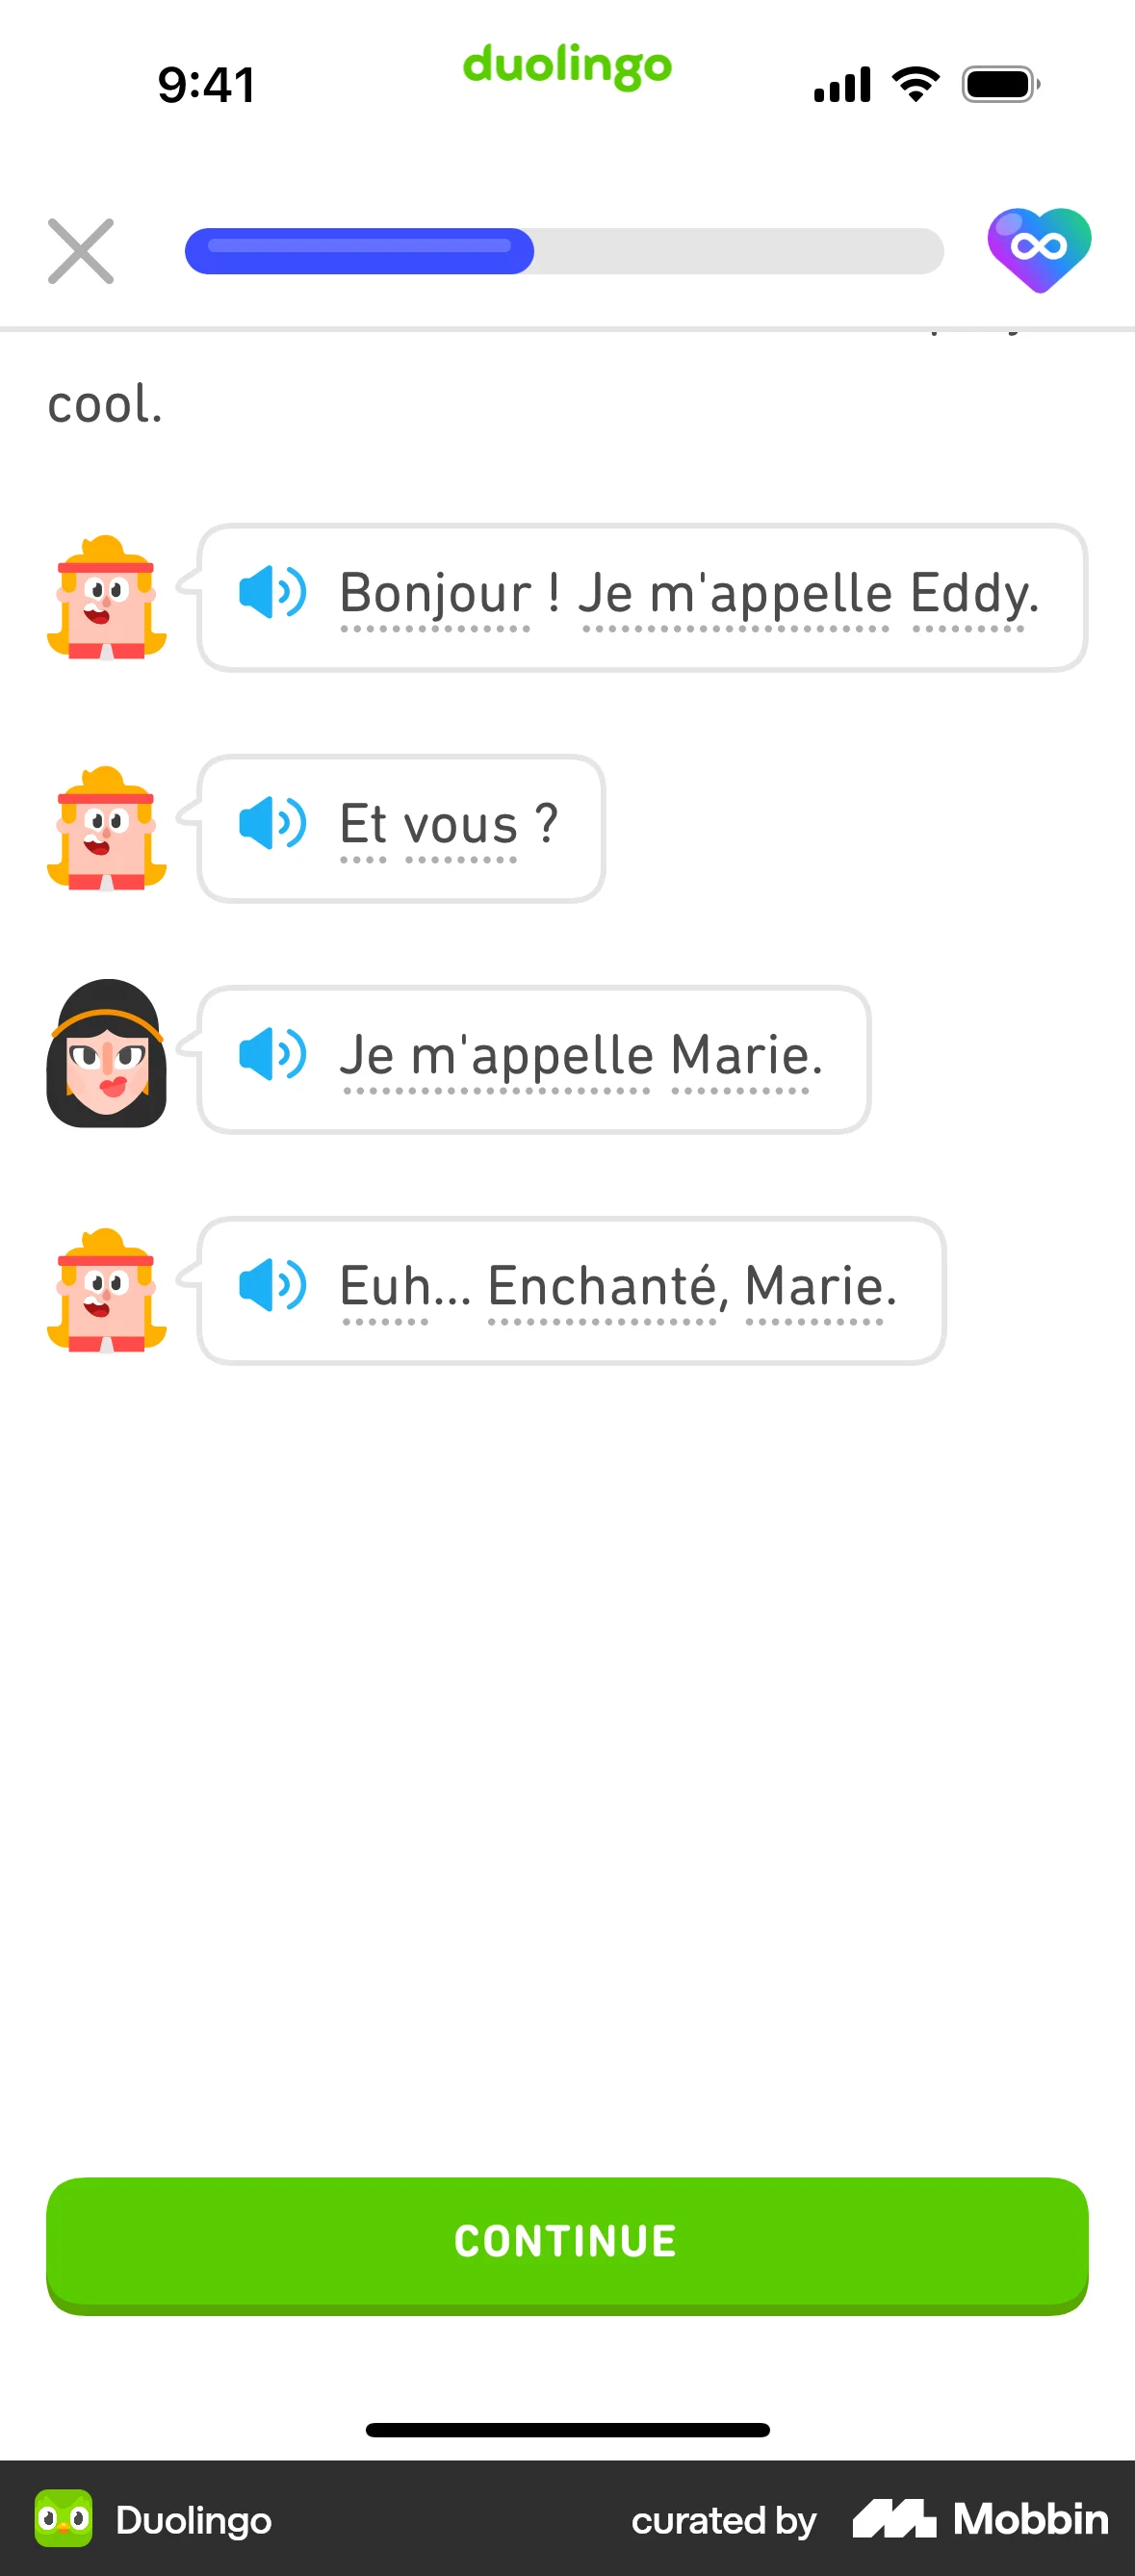 9:41
duolingo
cool.
Bonjour ! Je m'appelle Eddy.
Et vous ?
Je m'appelle Marie.
Euh... Enchanté, Marie.
CONTINUE
Duolingo
curated by Mobbin